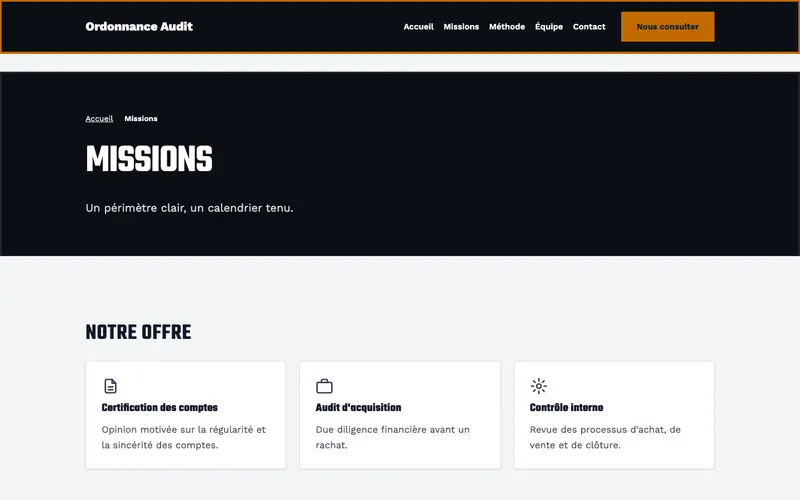 Ordonnance Audit
Accueil Missions Méthode Équipe Contact Nous consulter
Accueil Missions
MISSIONS
Un périmètre clair, un calendrier tenu.
NOTRE OFFRE
Certification des comptes
Opinion motivée sur la régularité et
la sincérité des comptes.
Audit d'acquisition
Due diligence financière avant un
rachat.
Contrôle interne
Revue des processus d'achat, de
vente et de clôture.